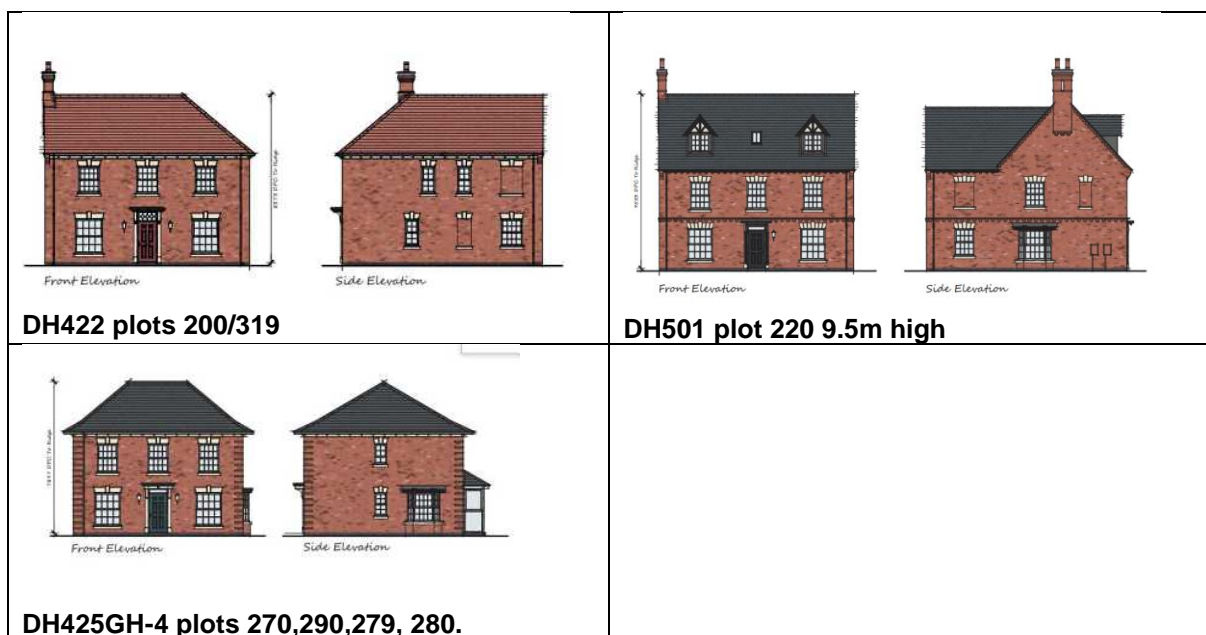 Front Elevation
Side Elevation
DH422 plots 200/319
Front Elevation
Side Elevation
DH501 plot 220 9.5m high
Front Elevation
Side Elevation
DH425GH-4 plots 270,290,279, 280.